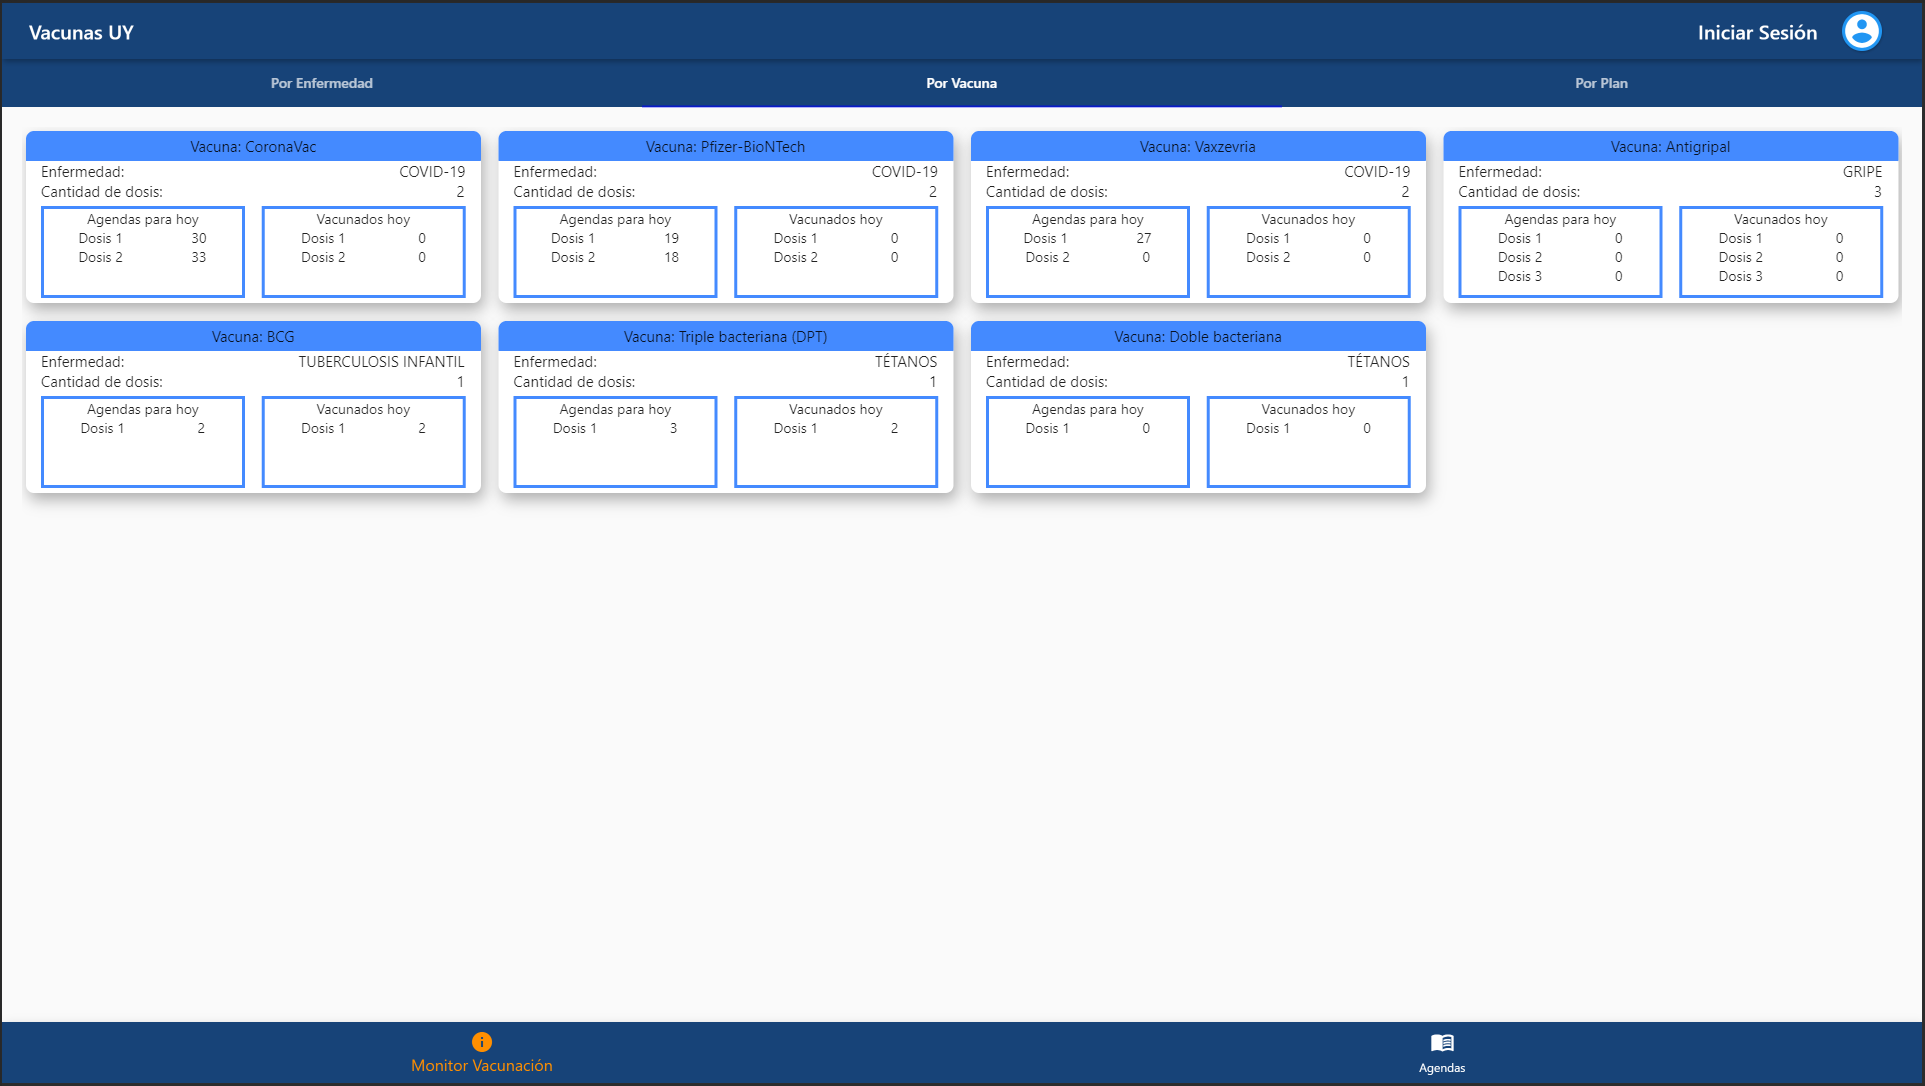 Vacunas UY
Iniciar Sesión
Por Enfermedad
Por Vacuna
Por Plan
Vacuna: CoronaVac
Enfermedad: COVID-19
Cantidad de dosis: 2
Agendas para hoy
Dosis 1 30
Dosis 2 33
Vacunados hoy
Dosis 1 0
Dosis 2 0
Vacuna: Pfizer-BioNTech
Enfermedad: COVID-19
Cantidad de dosis: 2
Agendas para hoy
Dosis 1 19
Dosis 2 18
Vacunados hoy
Dosis 1 0
Dosis 2 0
Vacuna: Vaxzevria
Enfermedad: COVID-19
Cantidad de dosis: 2
Agendas para hoy
Dosis 1 27
Dosis 2 0
Vacunados hoy
Dosis 1 0
Dosis 2 0
Vacuna: Antigripal
Enfermedad: GRIPE
Cantidad de dosis: 3
Agendas para hoy
Dosis 1 0
Dosis 2 0
Dosis 3 0
Vacunados hoy
Dosis 1 0
Dosis 2 0
Dosis 3 0
Vacuna: BCG
Enfermedad: TUBERCULOSIS INFANTIL
Cantidad de dosis: 1
Agendas para hoy
Dosis 1 2
Vacunados hoy
Dosis 1 2
Vacuna: Triple bacteriana (DPT)
Enfermedad: TÉTANOS
Cantidad de dosis: 1
Agendas para hoy
Dosis 1 3
Vacunados hoy
Dosis 1 2
Vacuna: Doble bacteriana
Enfermedad: TÉTANOS
Cantidad de dosis: 1
Agendas para hoy
Dosis 1 0
Vacunados hoy
Dosis 1 0
Monitor Vacunación
Agendas